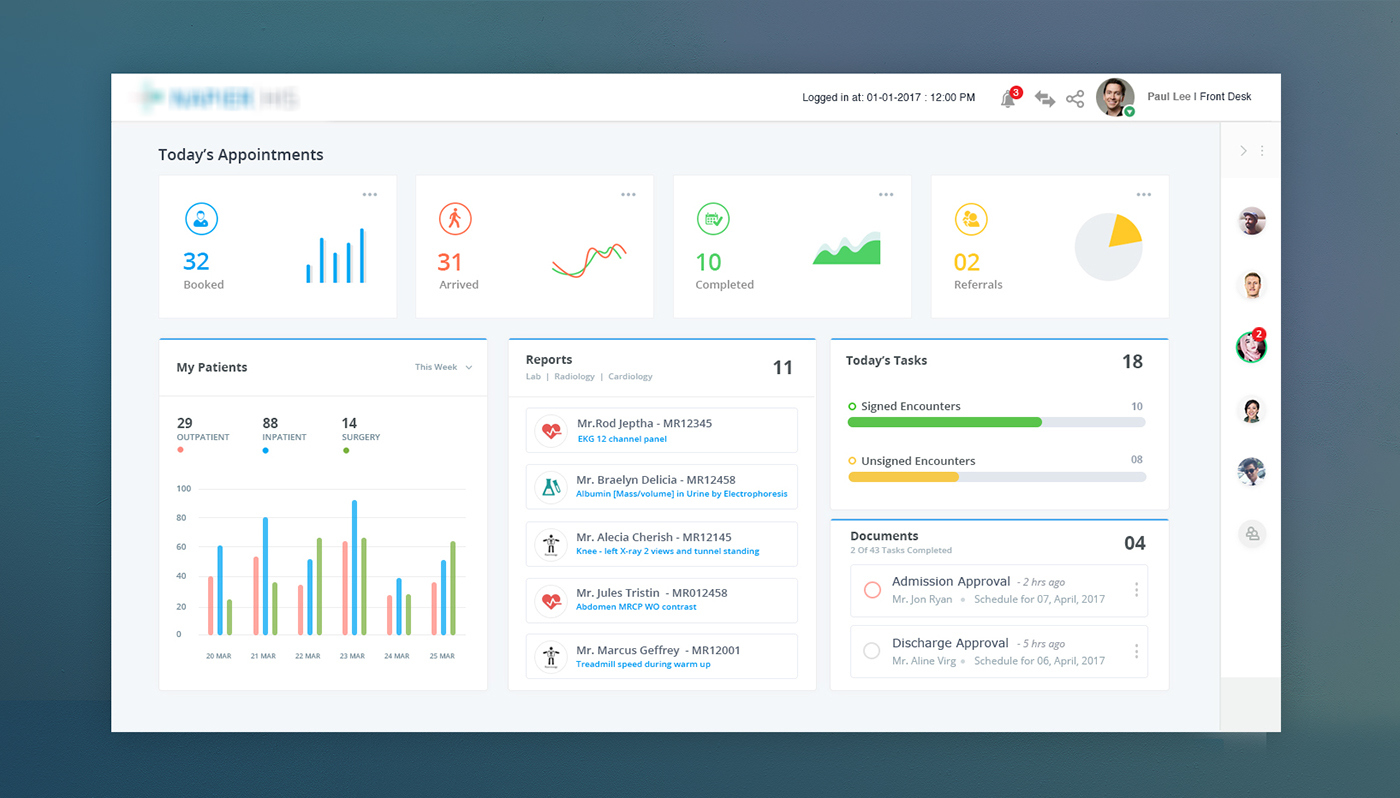 Logged in at: 01-01-2017 : 12:00 PM
3
Paul Lee I Front Desk
Today's Appointments
32
Booked
31
Arrived
10
Completed
02
Referrals
2
My Patients
This Week
29
OUTPATIENT
88
INPATIENT
14
SURGERY
100
80
60
40
20
0
20 MAR 21 MAR 22 MAR 23 MAR 24 MAR 25 MAR
Reports
Lab | Radiology | Cardiology
11
Mr.Rod Jeptha - MR12345
EKG 12 channel panel
Mr. Braelyn Delicia - MR12458
Albumin [Mass/volume] in Urine by Electrophoresis
Mr. Alecia Cherish - MR12145
Knee - left X-ray 2 views and tunnel standing
Mr. Jules Tristin - MR012458
Abdomen MRCP WO contrast
Mr. Marcus Geffrey - MR12001
Treadmill speed during warm up
Today's Tasks
18
Signed Encounters 10
Unsigned Encounters 08
Documents
2 Of 43 Tasks Completed
04
Admission Approval - 2 hrs ago
Mr. Jon Ryan • Schedule for 07, April, 2017
Discharge Approval - 5 hrs ago
Mr. Aline Virg • Schedule for 06, April, 2017